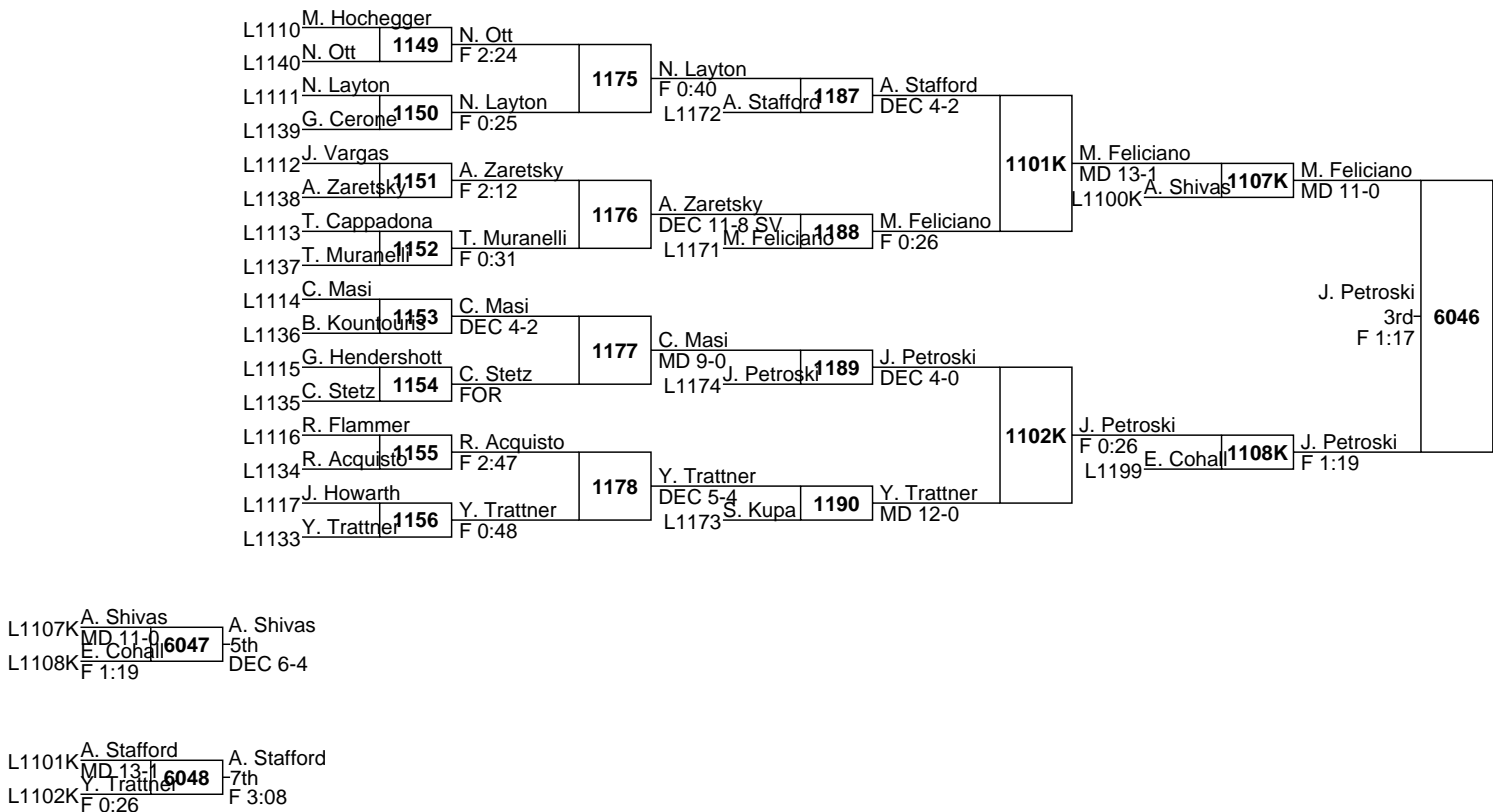 L1110 M. Hochegger
L1140 N. Ott
1149
N. Ott
F 2:24
L1111 N. Layton
L1139 G. Cerone
1150
N. Layton
F 0:25
1175
N. Layton
F 0:40
L1172 A. Stafford
1187
A. Stafford
DEC 4-2
L1112 J. Vargas
L1138 A. Zaretsky
1151
A. Zaretsky
F 2:12
L1113 T. Cappadona
L1137 T. Muranelli
1152
T. Muranelli
F 0:31
1176
A. Zaretsky
DEC 11-8 SV
L1171 M. Feliciano
1188
M. Feliciano
F 0:26
1101K
M. Feliciano
MD 13-1
L1100K A. Shivas
1107K
M. Feliciano
MD 11-0
L1114 C. Masi
L1136 B. Kountouris
1153
C. Masi
DEC 4-2
L1115 G. Hendershott
L1135 C. Stetz
1154
C. Stetz
FOR
1177
C. Masi
MD 9-0
L1174 J. Petroski
1189
J. Petroski
DEC 4-0
L1116 R. Flammer
L1134 R. Acquisto
1155
R. Acquisto
F 2:47
L1117 J. Howarth
L1133 Y. Trattner
1156
Y. Trattner
F 0:48
1178
Y. Trattner
DEC 5-4
L1173 S. Kupa
1190
Y. Trattner
MD 12-0
1102K
J. Petroski
F 0:26
L1199 E. Cohall
1108K
J. Petroski
F 1:19
J. Petroski
3rd
F 1:17
6046
L1107K A. Shivas
MD 11-0
L1108K E. Cohall
F 1:19
6047
A. Shivas
5th
DEC 6-4
L1101K A. Stafford
MD 13-1
L1102K Y. Trattner
F 0:26
6048
A. Stafford
7th
F 3:08